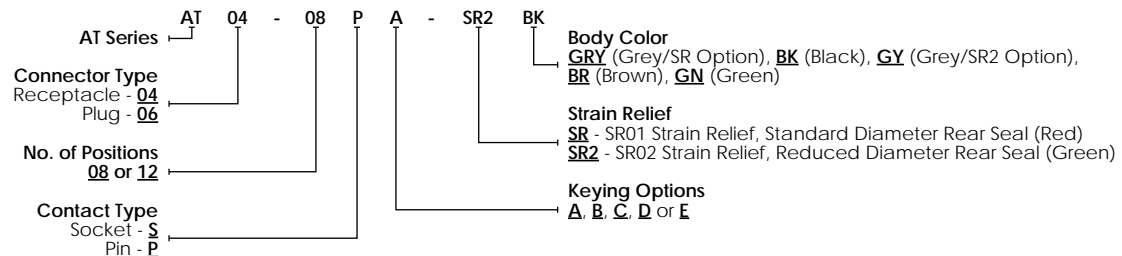 AT 04 - 08 P A - SR2 BK
AT Series
Connector Type
Receptacle - 04
Plug - 06
No. of Positions
08 or 12
Contact Type
Socket - S
Pin - P
Body Color
GRY (Grey/SR Option), BK (Black), GY (Grey/SR2 Option),
BR (Brown), GN (Green)
Strain Relief
SR - SR01 Strain Relief, Standard Diameter Rear Seal (Red)
SR2 - SR02 Strain Relief, Reduced Diameter Rear Seal (Green)
Keying Options
A, B, C, D or E